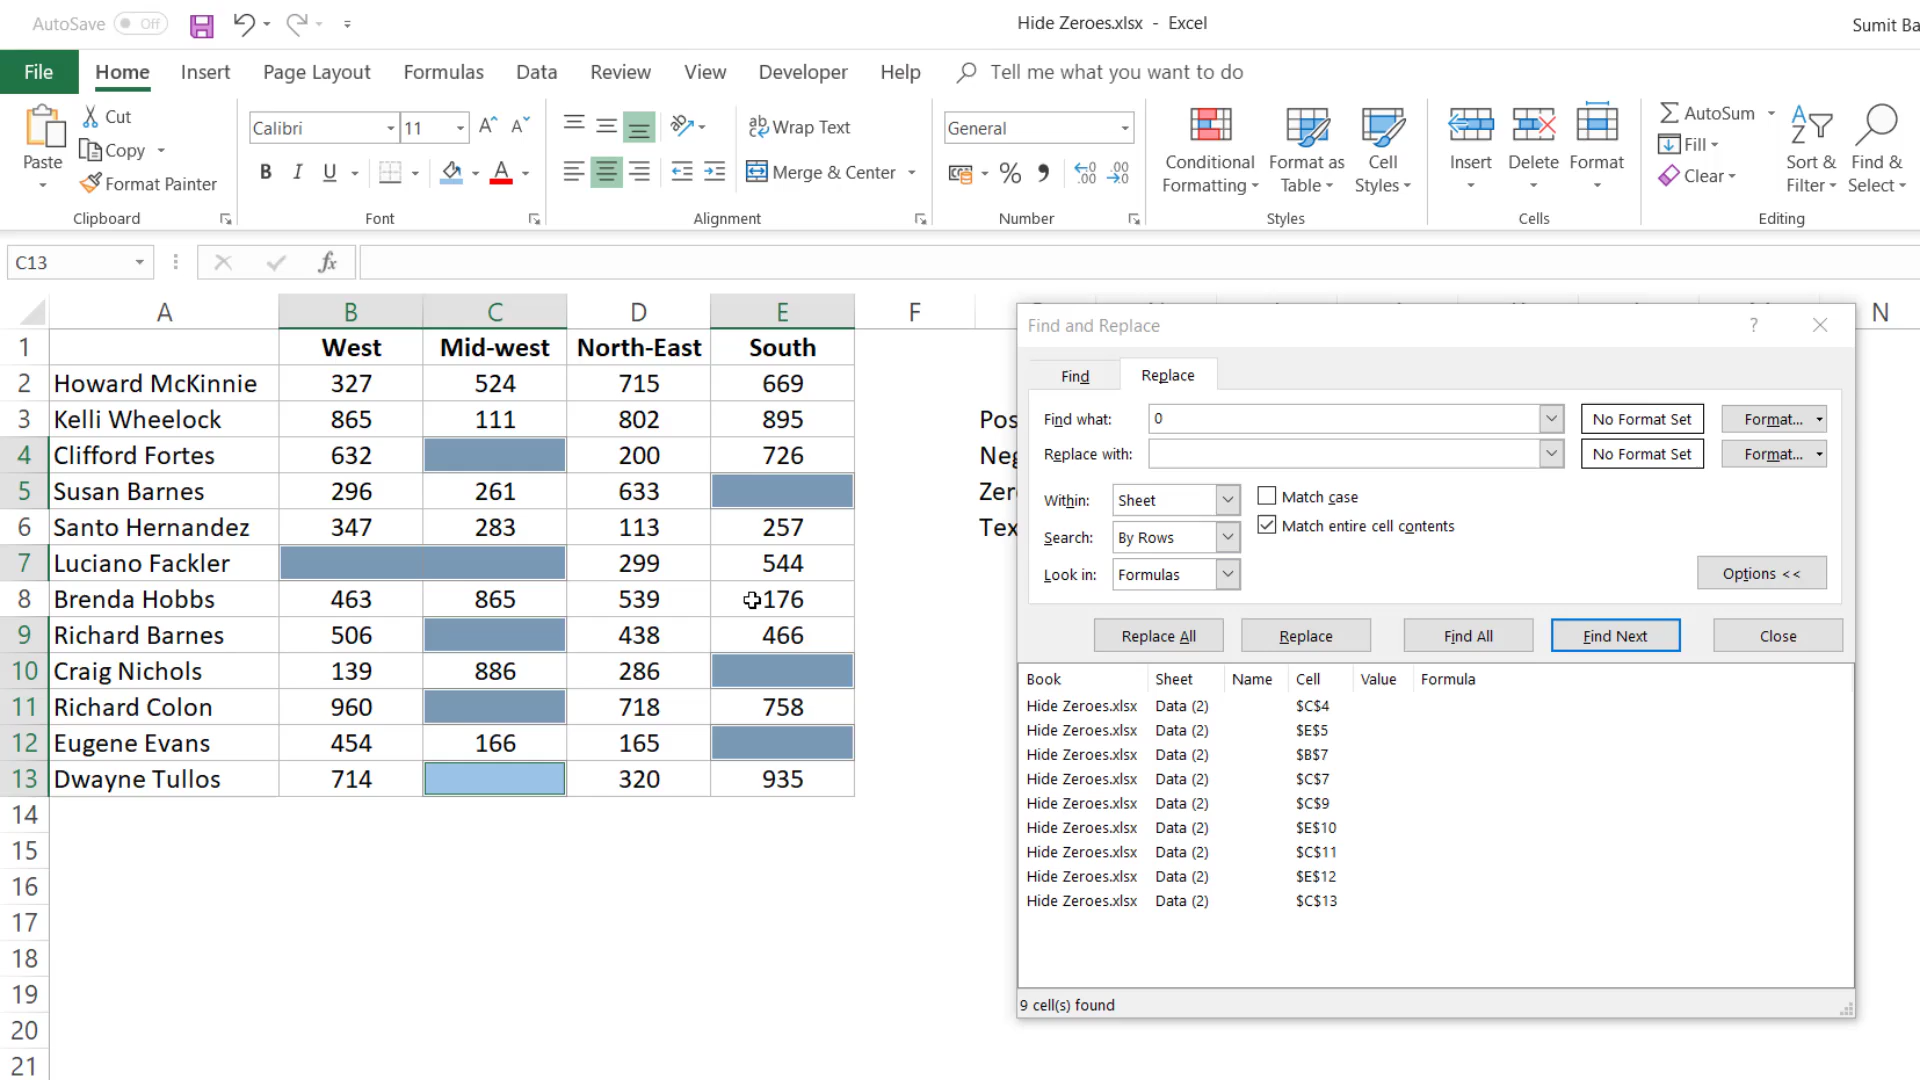 AutoSave Off
Hide Zeroes.xlsx - Excel
Sumit Ba
File Home Insert Page Layout Formulas Data Review View Developer Help Tell me what you want to do
Paste
Cut
Copy
Format Painter
Clipboard
Calibri 11
B I U
Font
Wrap Text
Merge & Center
Alignment
General
Number
Conditional Formatting
Format as Table
Cell Styles
Styles
Insert
Delete
Format
Cells
AutoSum
Fill
Clear
Sort & Filter
Find & Select
Editing
C13
fx
A B C D E F N
1 West Mid-west North-East South
2 Howard McKinnie 327 524 715 669
3 Kelli Wheelock 865 111 802 895
4 Clifford Fortes 632 200 726
5 Susan Barnes 296 261 633
6 Santo Hernandez 347 283 113 257
7 Luciano Fackler 299 544
8 Brenda Hobbs 463 865 539 176
9 Richard Barnes 506 438 466
10 Craig Nichols 139 886 286
11 Richard Colon 960 718 758
12 Eugene Evans 454 166 165
13 Dwayne Tullos 714 320 935
14
15
16
17
18
19
20
21
Pos
Neg
Zer
Tex
Find and Replace ?
Find Replace
Find what: 0 No Format Set Format...
Replace with: No Format Set Format...
Within: Sheet Match case
Match entire cell contents
Search: By Rows
Look in: Formulas
Options <<
Replace All Replace Find All Find Next Close
Book Sheet Name Cell Value Formula
Hide Zeroes.xlsx Data (2) $C$4
Hide Zeroes.xlsx Data (2) $E$5
Hide Zeroes.xlsx Data (2) $B$7
Hide Zeroes.xlsx Data (2) $C$7
Hide Zeroes.xlsx Data (2) $C$9
Hide Zeroes.xlsx Data (2) $E$10
Hide Zeroes.xlsx Data (2) $C$11
Hide Zeroes.xlsx Data (2) $E$12
Hide Zeroes.xlsx Data (2) $C$13
9 cell(s) found